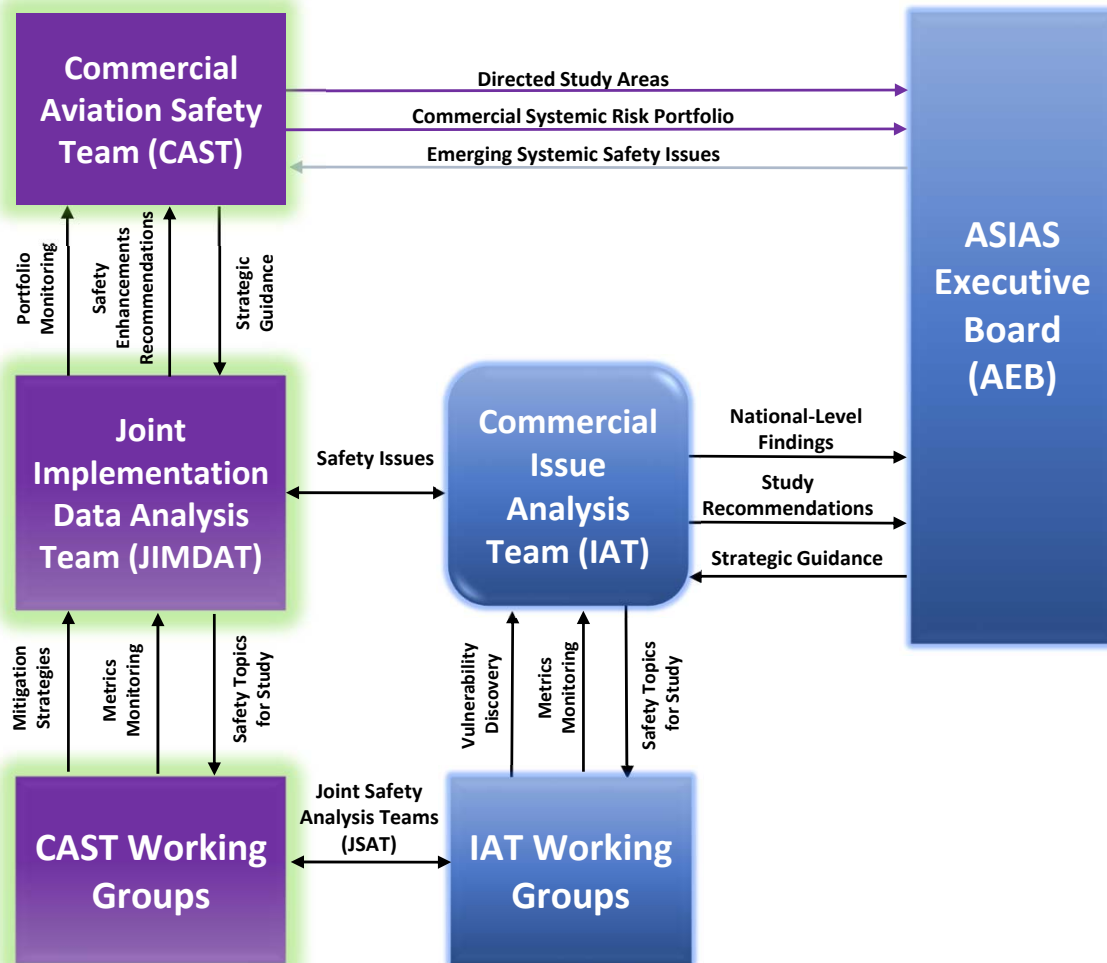 Commercial
Aviation Safety
Team (CAST)
Directed Study Areas
Commercial Systemic Risk Portfolio
Emerging Systemic Safety Issues
ASIAS
Executive
Board
(AEB)
Portfolio
Monitoring
Safety
Enhancements
Recommendations
Strategic
Guidance
Joint
Implementation
Data Analysis
Team (JIMDAT)
Safety Issues
Commercial
Issue
Analysis
Team (IAT)
National-Level
Findings
Study
Recommendations
Strategic Guidance
Mitigation
Strategies
Metrics
Monitoring
Safety Topics
for Study
Vulnerability
Discovery
Metrics
Monitoring
Safety Topics
for Study
CAST Working
Groups
Joint Safety
Analysis Teams
(JSAT)
IAT Working
Groups